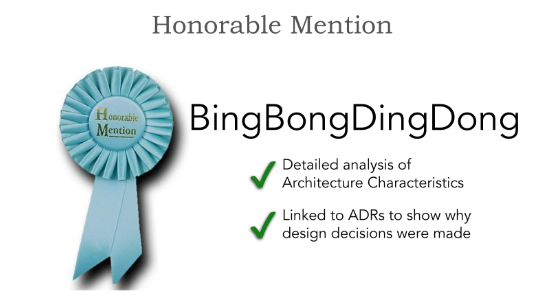 Honorable Mention
Honorable
Mention
BingBongDingDong
Detailed analysis of
Architecture Characteristics
Linked to ADRs to show why
design decisions were made